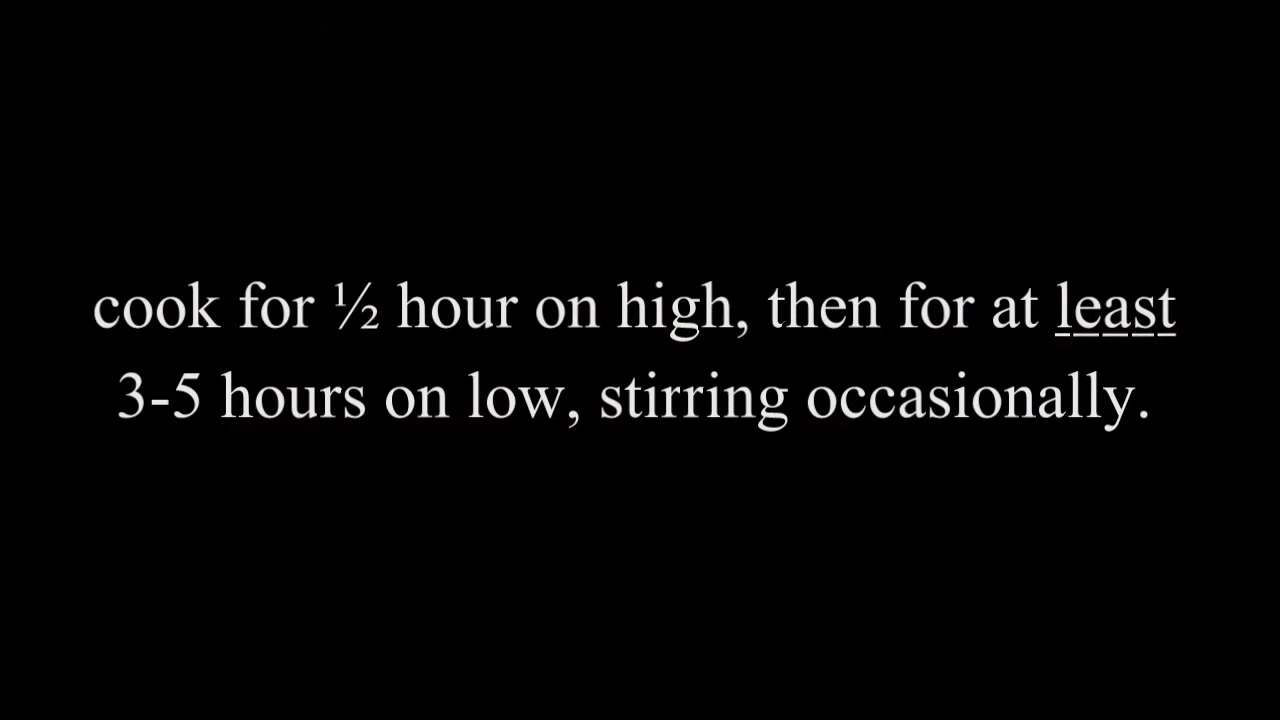 cook for ½ hour on high, then for at least
3-5 hours on low, stirring occasionally.